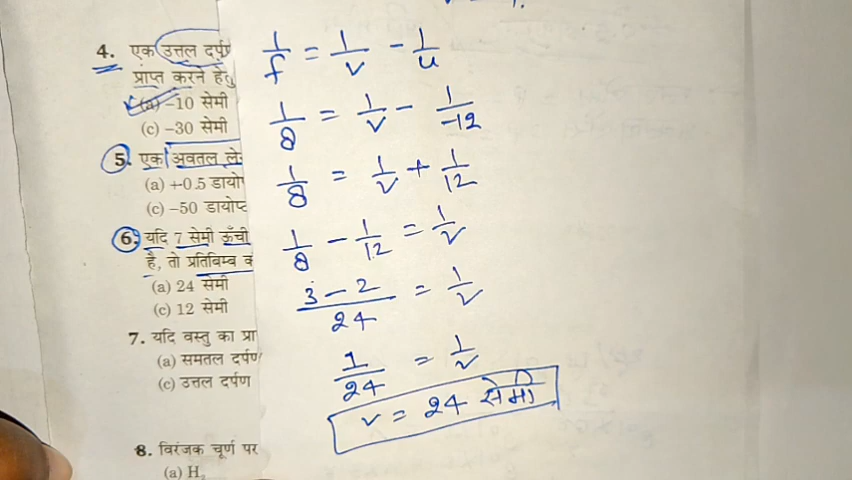 4. एक उत्तल दर्पण
प्राप्त करने हेतु
(a) –10 सेमी
(c) –30 सेमी
5. एक अवतल
(a) +0.5
(c) –50
6. यदि 7 सेमी ऊँची
है, तो प्रतिबिम्ब
(a) 24 सेमी
(c) 12 सेमी
7. यदि वस्तु का
(a) समतल दर्पण
(c) उत्तल दर्पण
8. विरंजक चूर्ण पर
(a) H₂
1/f = 1/v - 1/u
1/8 = 1/v - 1/-12
1/8 = 1/v + 1/12
1/8 - 1/12 = 1/v
3-2/24 = 1/v
1/24 = 1/v
v = 24 सेमी